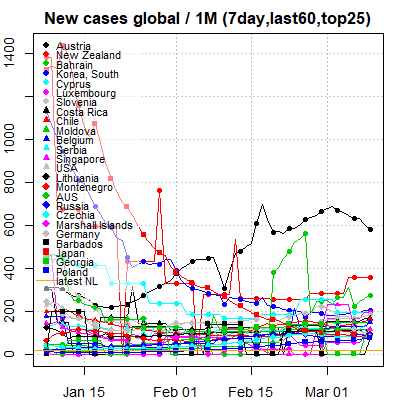 New cases global / 1M (7day,last60,top25)
1400
1200
1000
800
600
400
200
0
Austria
New Zealand
Bahrain
Korea, South
Cyprus
Luxembourg
Slovenia
Costa Rica
Chile
Moldova
Belgium
Serbia
Singapore
USA
Lithuania
Montenegro
AUS
Russia
Czechia
Marshall Islands
Germany
Barbados
Japan
Georgia
Poland
latest NL
Jan 15
Feb 01
Feb 15
Mar 01